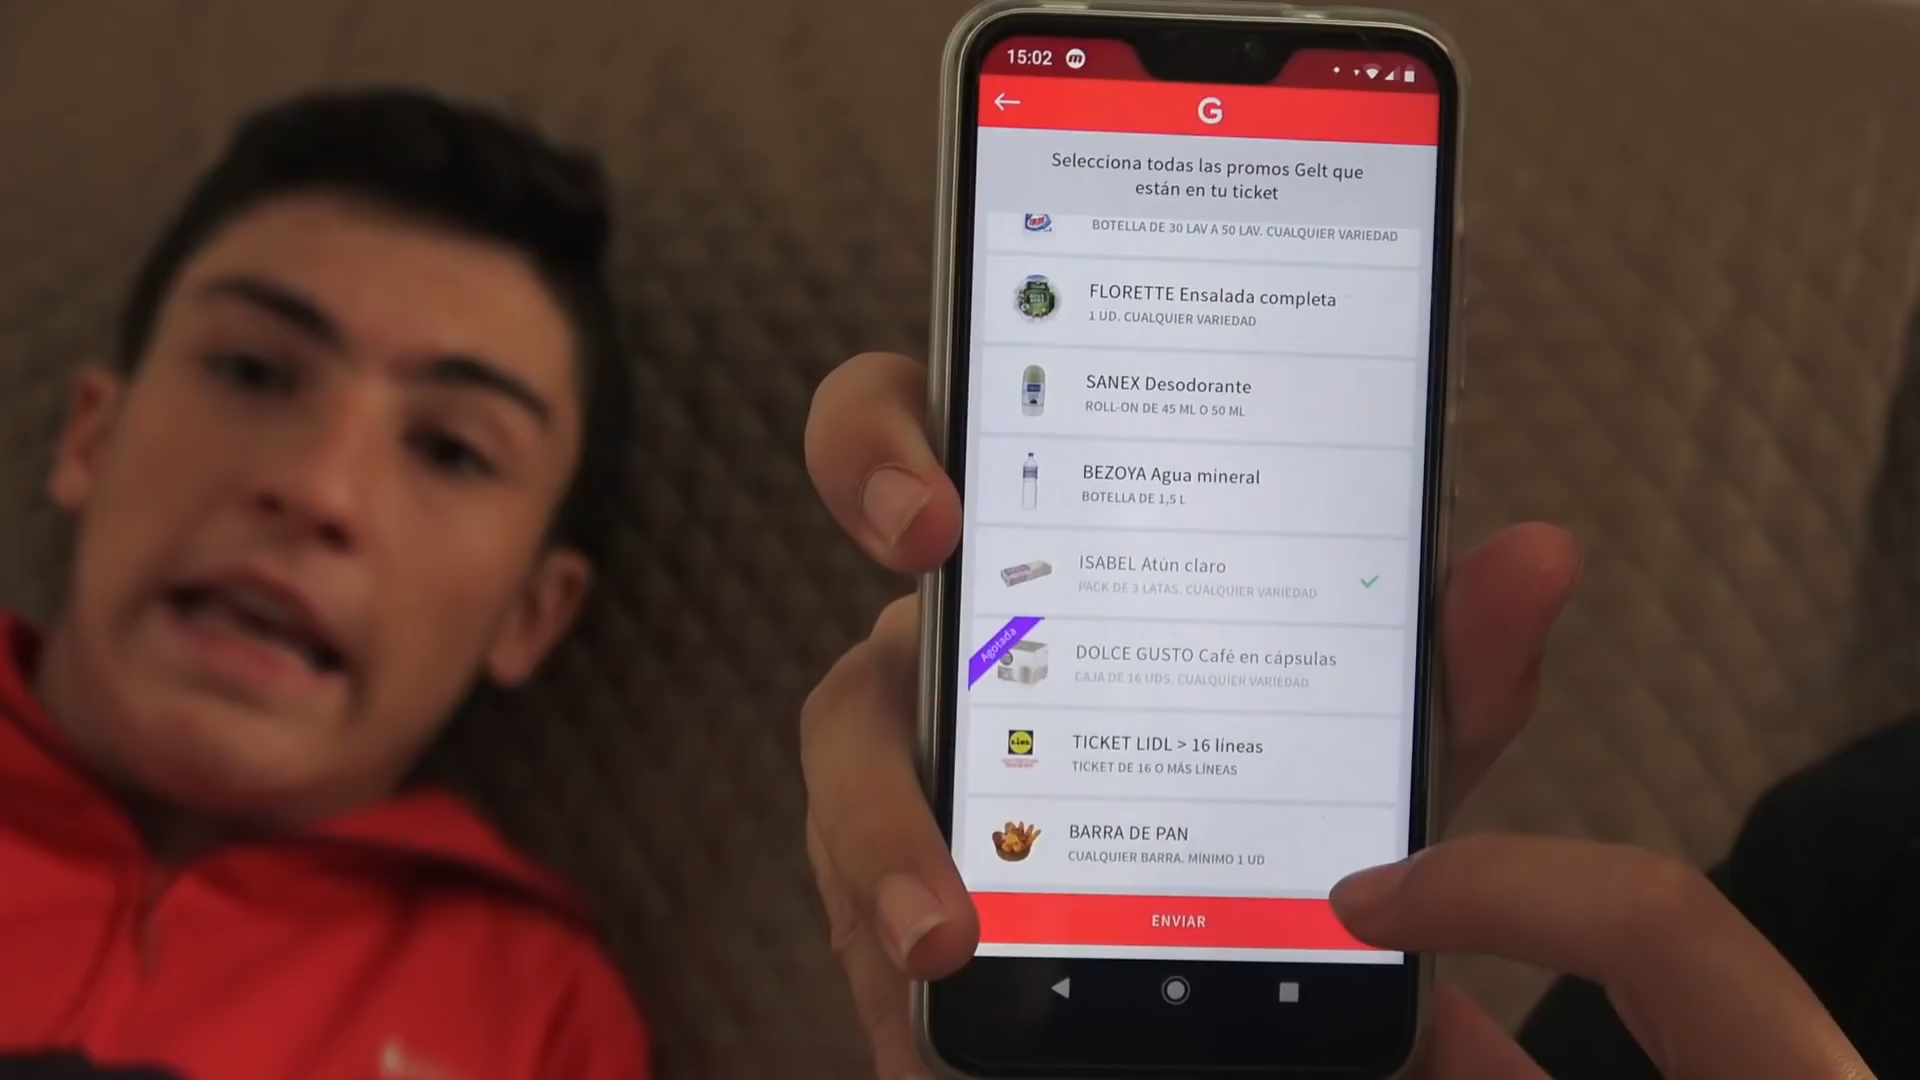 15:02
G
Selecciona todas las promos Gelt que
están en tu ticket
BOTELLA DE 30 LAV A 50 LAV. CUALQUIER VARIEDAD
FLORETTE Ensalada completa
1 UD. CUALQUIER VARIEDAD
SANEX Desodorante
ROLL-ON DE 45 ML O 50 ML
BEZOYA Agua mineral
BOTELLA DE 1,5 L
ISABEL Atún claro
PACK DE 3 LATAS. CUALQUIER VARIEDAD
Agotada
DOLCE GUSTO Café en cápsulas
CAJA DE 16 UDS. CUALQUIER VARIEDAD
LIDL
TICKET LIDL > 16 líneas
TICKET DE 16 O MÁS LÍNEAS
BARRA DE PAN
CUALQUIER BARRA. MÍNIMO 1 UD
ENVIAR